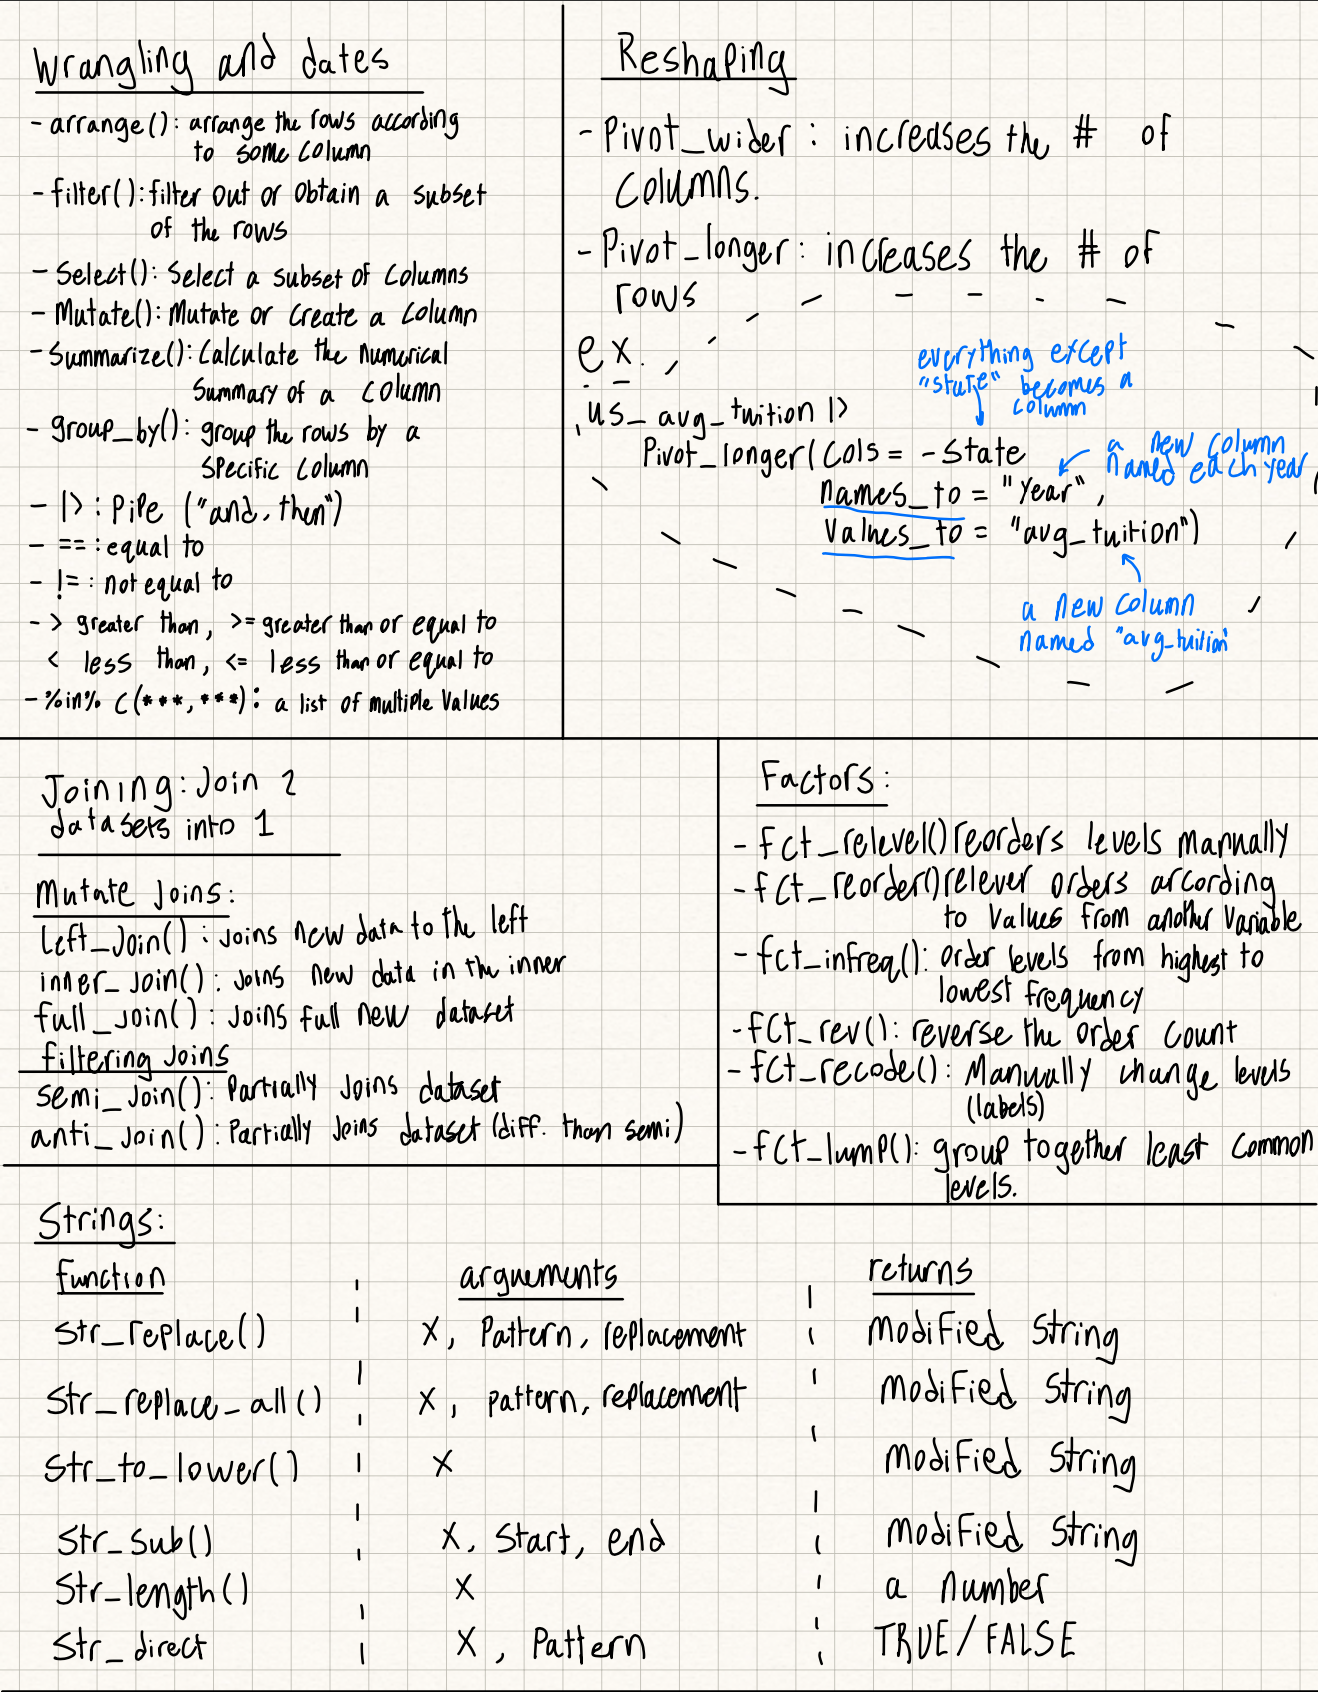 Wrangling and dates
- arrange(): arrange the rows according
to some column
- filter(): filter out or obtain a subset
of the rows
- Select(): Select a subset of columns
- Mutate(): Mutate or create a column
- Summarize(): Calculate the numerical
Summary of a column
- group_by(): group the rows by a
specific column
- |> : Pipe ("and, then")
- == : equal to
- != : not equal to
- > greater than, >= greater than or equal to
< less than, <= less than or equal to
- %in% c(***, ***): a list of multiple values
Reshaping
- Pivot_wider : increases the # of
columns.
- Pivot_longer: increases the # of
rows
ex.
everything except
"state" becomes a
column
us_avg_tuition |>
Pivot_longer(Cols = -State
a new column
named each year
names_to = "Year",
Values_to = "avg_tuition")
a new column
named "avg_tuition"
Joining: Join 2
datasets into 1
Mutate Joins:
left_Join() : Joins new data to the left
inner_join() : Joins new data in the inner
full_Join() : Joins full new dataset
filtering Joins
semi_Join(): Partially Joins dataset
anti_Join() : Partially Joins dataset (diff. than semi)
Factors:
- fct_relevel() reorders levels manually
- fct_reorder() relever orders arcording
to values from another variable
- fct_infreq(): order levels from highest to
lowest frequency
- fct_rev(): reverse the order count
- fct_recode(): Manually change levels
(labels)
- fct_lump(): group together least common
levels.
Strings:
function arguements returns
Str_replace() X, Pattern, replacement Modified String
Str_replace_all() X, pattern, replacement Modified String
Str_to_lower() X Modified String
Str_sub() X, Start, end Modified String
Str_length() X a number
Str_direct X, Pattern TRUE/FALSE